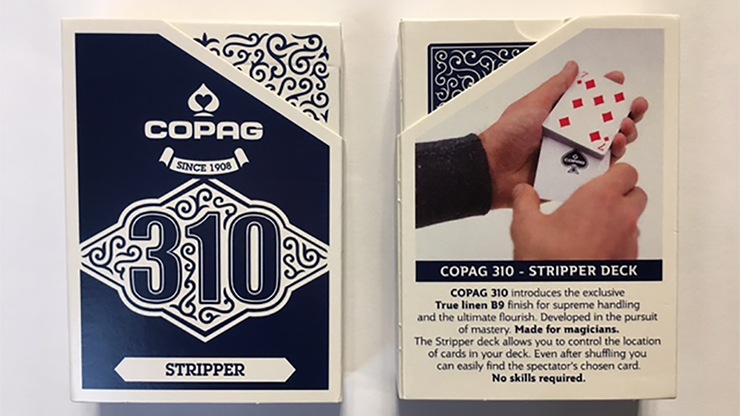 COPAG
SINCE 1908
310
STRIPPER
7
7
COPAG
COPAG 310 - STRIPPER DECK
COPAG 310 introduces the exclusive
True linen B9 finish for supreme handling
and the ultimate flourish. Developed in the pursuit
of mastery. Made for magicians.
The Stripper deck allows you to control the location
of cards in your deck. Even after shuffling you
can easily find the spectator's chosen card.
No skills required.